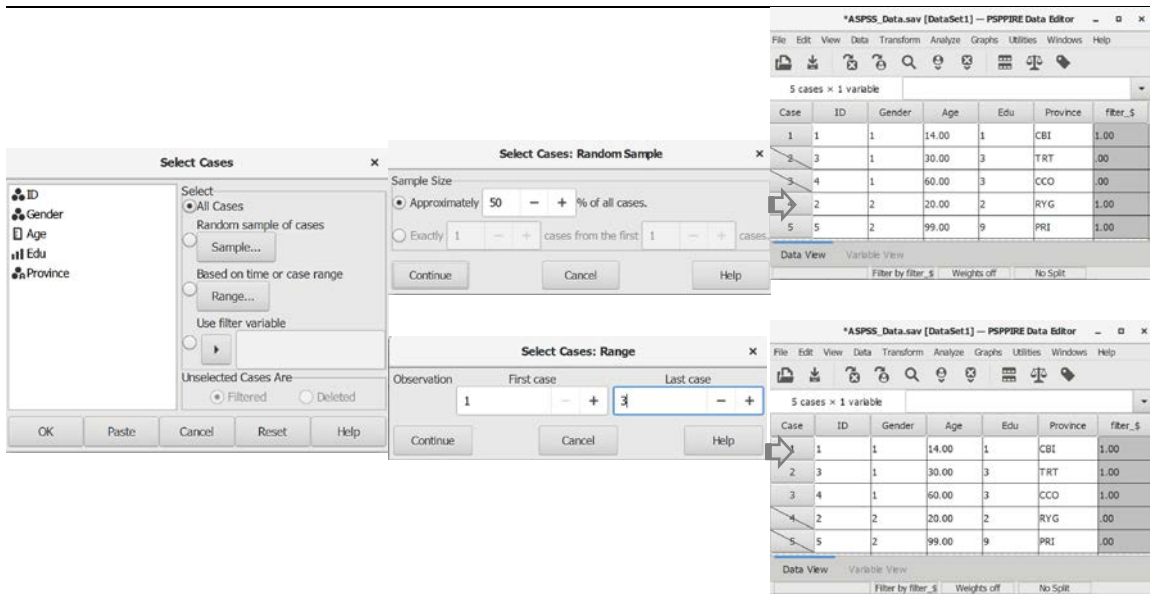 Select Cases ×
ID
Gender
Age
Edu
Province
Select
All Cases
Random sample of cases
Sample...
Based on time or case range
Range...
Use filter variable
Unselected Cases Are
Filtered Deleted
OK Paste Cancel Reset Help
Select Cases: Random Sample ×
Sample Size
Approximately 50 − + % of all cases.
Exactly 1 − + cases from the first 1 − + cases.
Continue Cancel Help
Select Cases: Range ×
Observation First case Last case
1 − + 3 − +
Continue Cancel Help
*ASPSS_Data.sav [DataSet1] — PSPPIRE Data Editor
File Edit View Data Transform Analyze Graphs Utilities Windows Help
5 cases × 1 variable
Case ID Gender Age Edu Province filter_$
1 1 1 14.00 1 CBI 1.00
2 3 1 30.00 3 TRT .00
3 4 1 60.00 3 CCO .00
2 2 20.00 2 RYG 1.00
5 5 2 99.00 9 PRI 1.00
Data View Variable View
Filter by filter_$ Weights off No Split
*ASPSS_Data.sav [DataSet1] — PSPPIRE Data Editor
File Edit View Data Transform Analyze Graphs Utilities Windows Help
5 cases × 1 variable
Case ID Gender Age Edu Province filter_$
1 1 1 14.00 1 CBI 1.00
2 3 1 30.00 3 TRT 1.00
3 4 1 60.00 3 CCO 1.00
4 2 2 20.00 2 RYG .00
5 5 2 99.00 9 PRI .00
Data View Variable View
Filter by filter_$ Weights off No Split